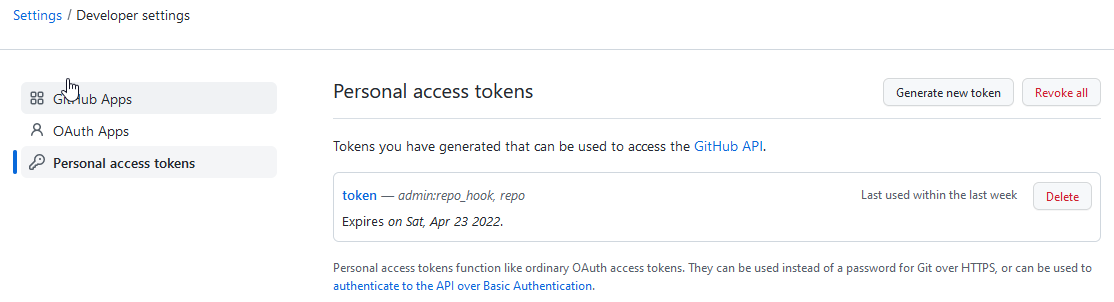 Settings / Developer settings
GitHub Apps
OAuth Apps
Personal access tokens
Personal access tokens
Generate new token
Revoke all
Tokens you have generated that can be used to access the GitHub API.
token — admin:repo_hook, repo
Last used within the last week
Delete
Expires on Sat, Apr 23 2022.
Personal access tokens function like ordinary OAuth access tokens. They can be used instead of a password for Git over HTTPS, or can be used to
authenticate to the API over Basic Authentication.